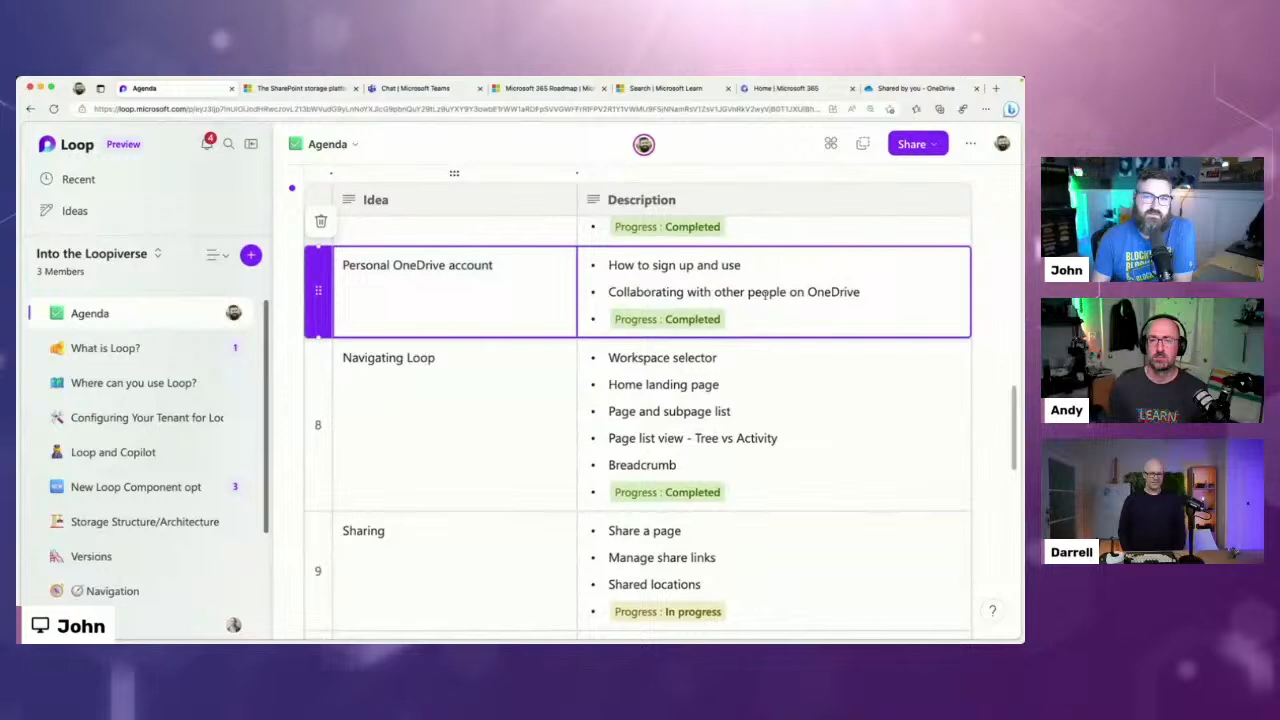 Agenda
The SharePoint storage platfo
Chat | Microsoft Teams
Microsoft 365 Roadmap | Micros
Search | Microsoft Learn
Home | Microsoft 365
Shared by you - OneDrive
Loop Preview
4
Agenda
Share
Recent
Ideas
Into the Loopiverse
3 Members
Agenda
What is Loop?
1
Where can you use Loop?
Configuring Your Tenant for Loc
Loop and Copilot
New Loop Component opt
3
Storage Structure/Architecture
Versions
Navigation
John
Idea
Description
Progress : Completed
Personal OneDrive account
• How to sign up and use
• Collaborating with other people on OneDrive
• Progress : Completed
8
Navigating Loop
• Workspace selector
• Home landing page
• Page and subpage list
• Page list view - Tree vs Activity
• Breadcrumb
• Progress : Completed
9
Sharing
• Share a page
• Manage share links
• Shared locations
• Progress : In progress
?
John
Andy
LEARN
Darrell